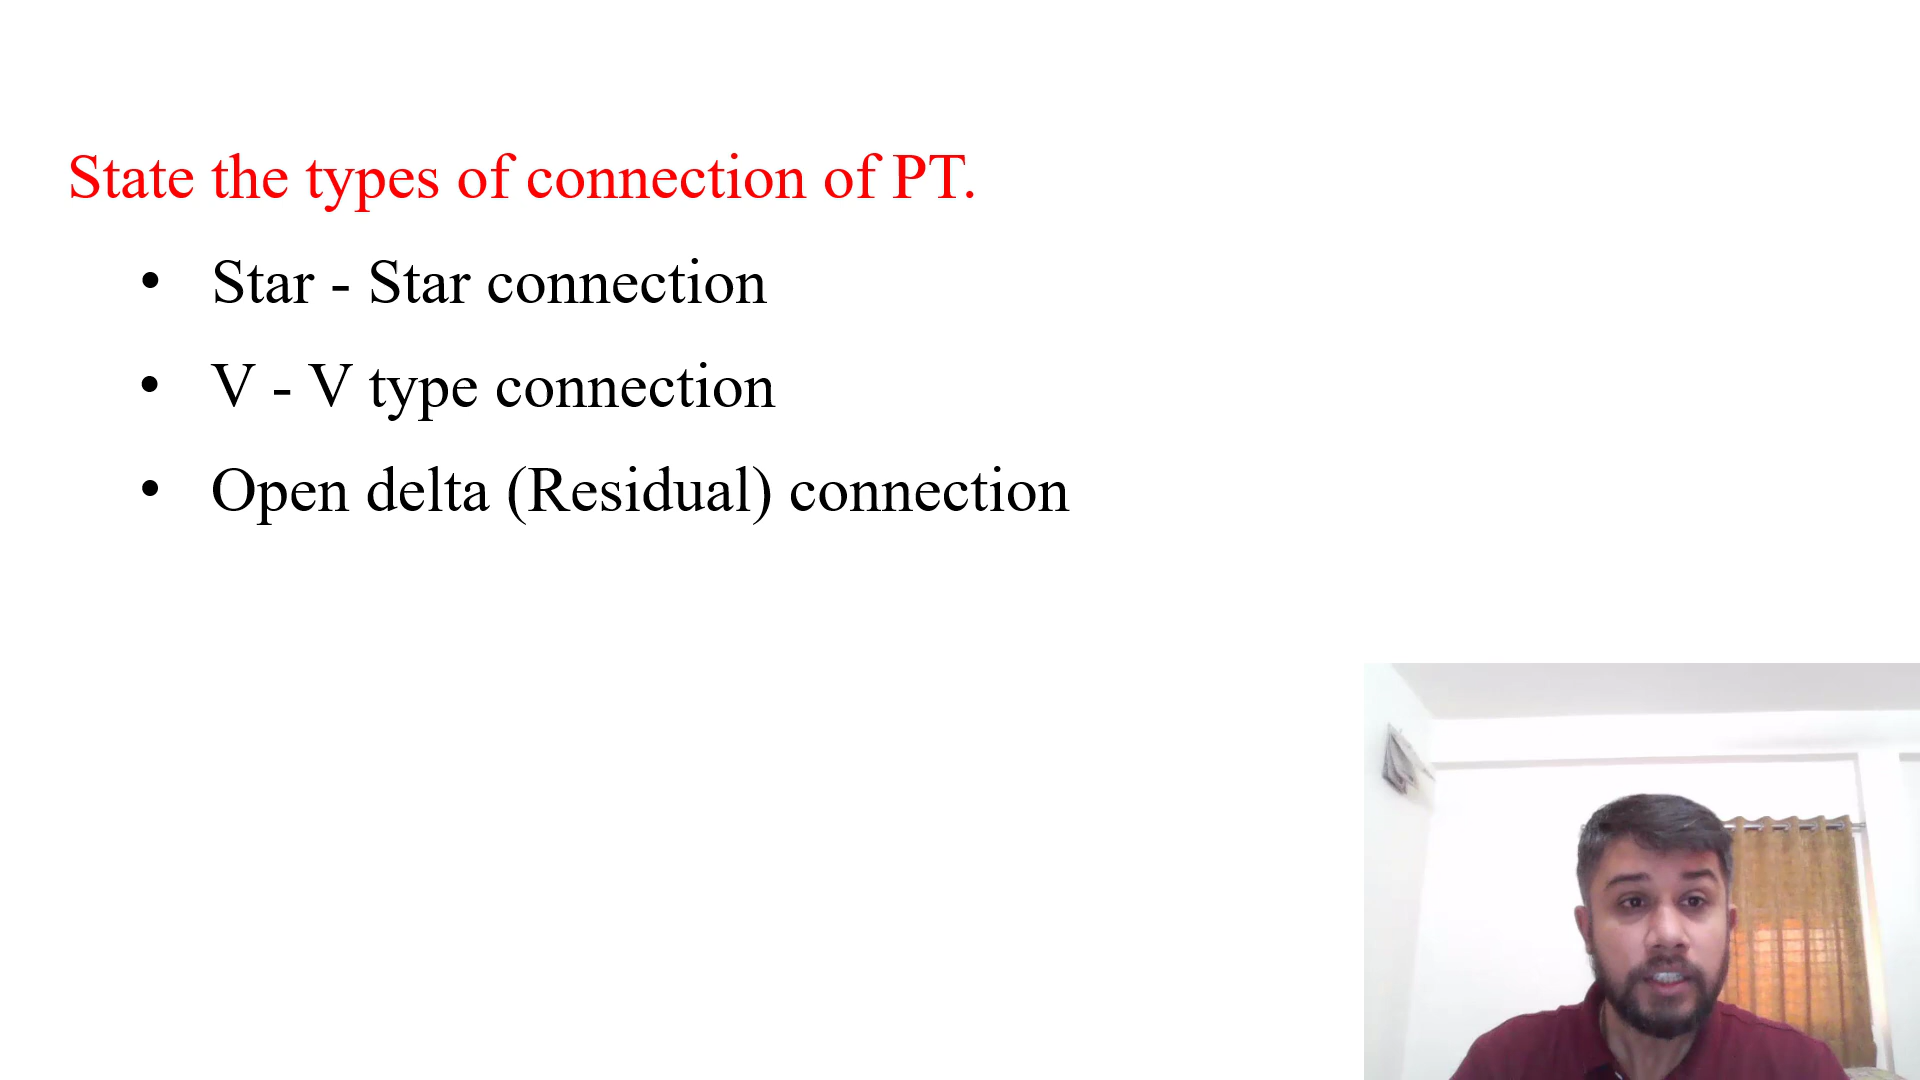 State the types of connection of PT.
• Star - Star connection
• V - V type connection
• Open delta (Residual) connection